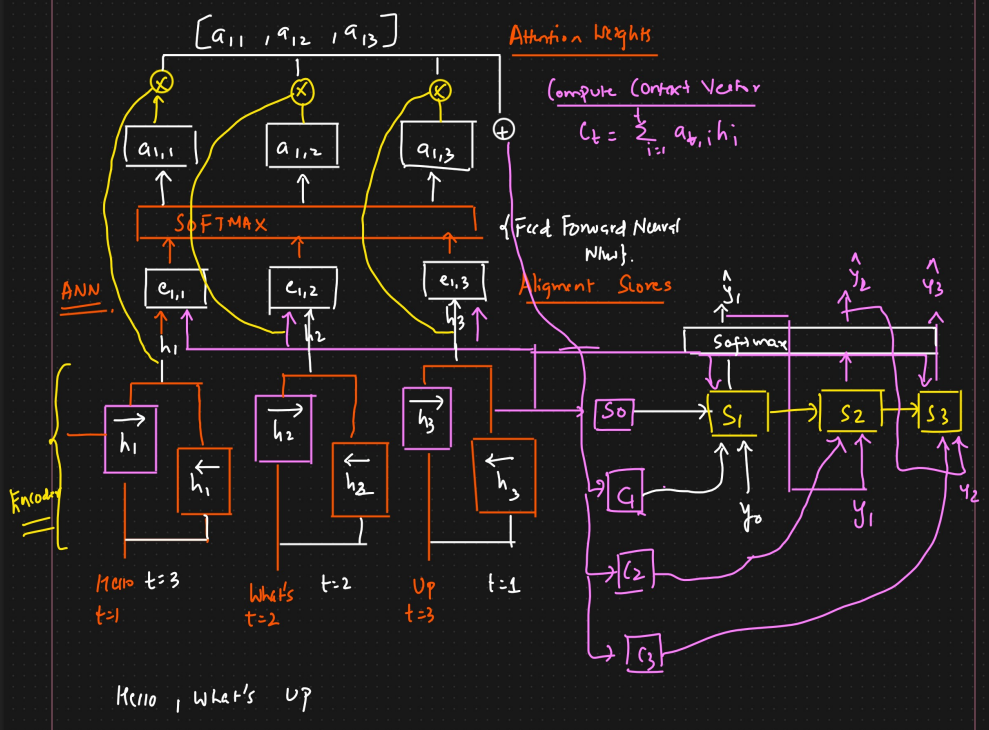 [a11 , a12 , a13]
Attention Weights
Compute Context Vector
Ct = t Σ i=1 at,i hi
x
x
x
+
a1,1
a1,2
a1,3
SOFTMAX
{ Feed Forward Neural
N/w}.
ANN
e1,1
e1,2
e1,3
Aligment Scores
h1
h2
h3
ŷ1
ŷ2
ŷ3
Softmax
h1
h2
h3
S0
S1
S2
S3
h1
h2
h3
Encoder
C1
y0
y1
y2
C2
C3
Hello t=3
t=1
What's t=2
t=2
Up t=1
t=3
Hello , What's Up